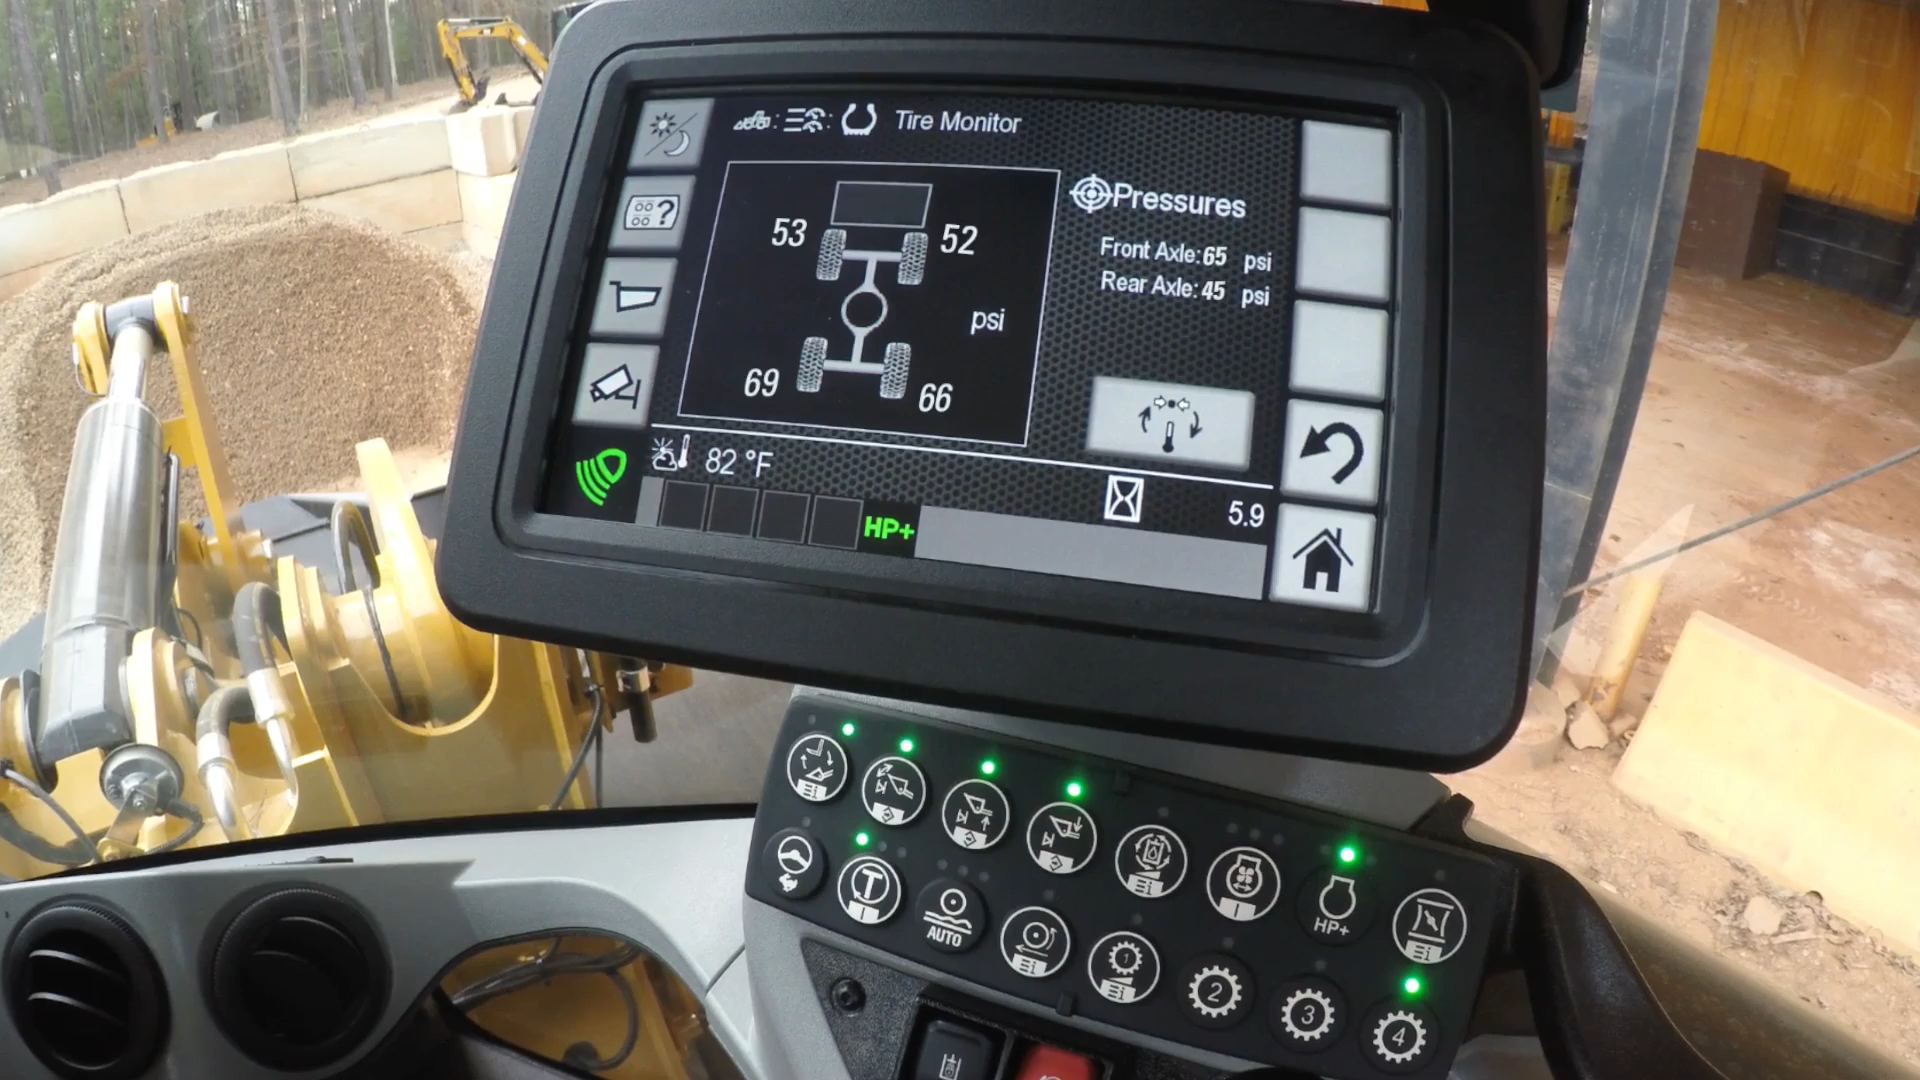 Tire Monitor
53
52
psi
69
66
Pressures
Front Axle: 65 psi
Rear Axle: 45 psi
?
82 °F
HP+
5.9
HP+
T
AUTO
1
2
3
4